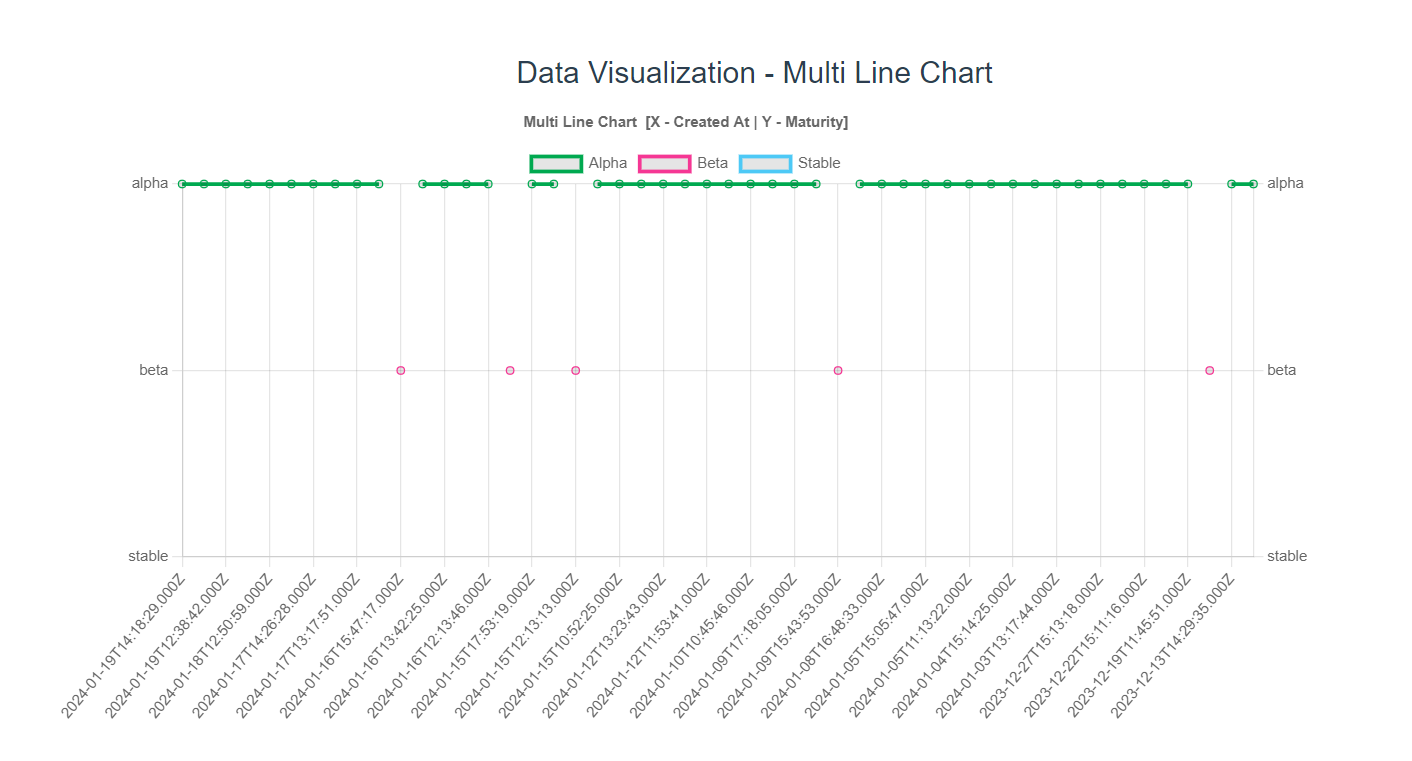 Data Visualization - Multi Line Chart
Multi Line Chart [X - Created At | Y - Maturity]
Alpha Beta Stable
alpha alpha
beta beta
stable stable
2024-01-19T14:18:29.000Z
2024-01-19T12:38:42.000Z
2024-01-18T12:50:59.000Z
2024-01-17T14:26:28.000Z
2024-01-17T13:17:51.000Z
2024-01-16T15:47:17.000Z
2024-01-16T13:42:25.000Z
2024-01-16T12:13:46.000Z
2024-01-15T17:53:19.000Z
2024-01-15T12:13:13.000Z
2024-01-15T10:52:25.000Z
2024-01-12T13:23:43.000Z
2024-01-12T11:53:41.000Z
2024-01-10T10:45:46.000Z
2024-01-09T17:18:05.000Z
2024-01-09T15:43:53.000Z
2024-01-08T16:48:33.000Z
2024-01-05T15:05:47.000Z
2024-01-05T11:13:22.000Z
2024-01-04T15:14:25.000Z
2024-01-03T13:17:44.000Z
2023-12-27T15:13:18.000Z
2023-12-22T15:11:16.000Z
2023-12-19T11:45:51.000Z
2023-12-13T14:29:35.000Z